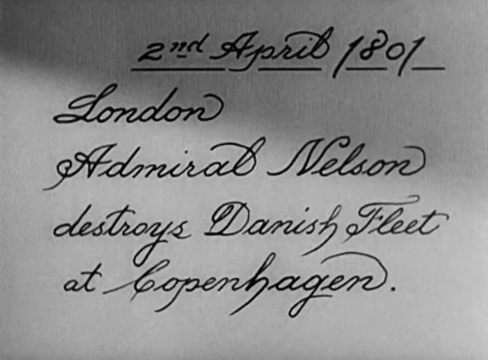 2nd April 1801
London
Admiral Nelson
destroys Danish Fleet
at Copenhagen.